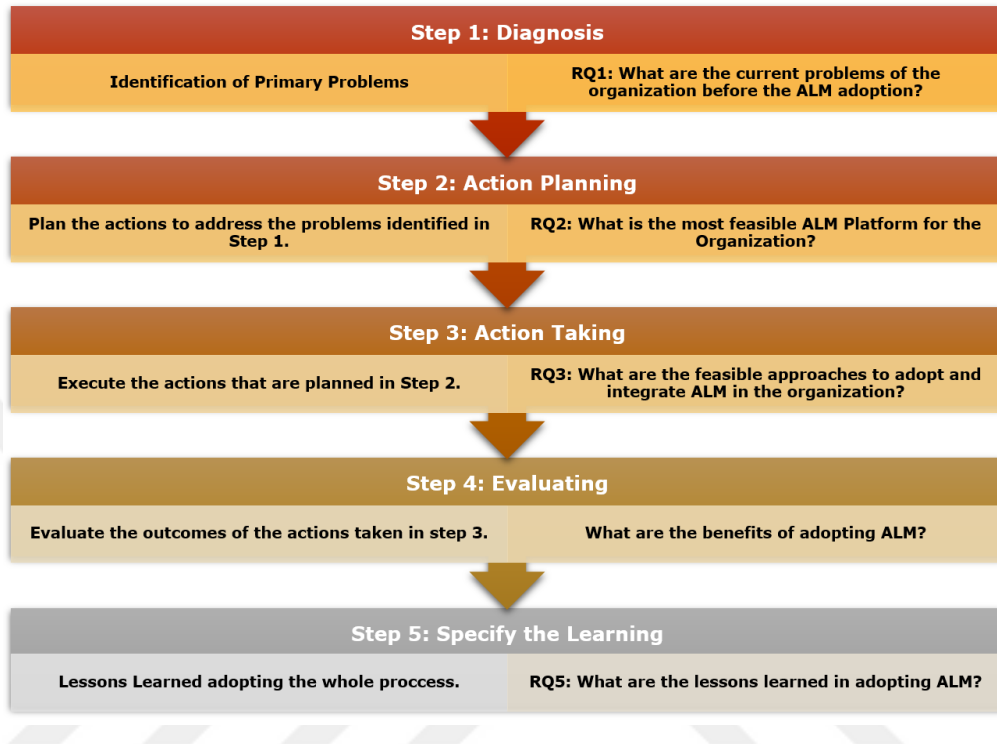 Step 1: Diagnosis
Identification of Primary Problems
RQ1: What are the current problems of the
organization before the ALM adoption?
Step 2: Action Planning
Plan the actions to address the problems identified in
Step 1.
RQ2: What is the most feasible ALM Platform for the
Organization?
Step 3: Action Taking
Execute the actions that are planned in Step 2.
RQ3: What are the feasible approaches to adopt and
integrate ALM in the organization?
Step 4: Evaluating
Evaluate the outcomes of the actions taken in step 3.
What are the benefits of adopting ALM?
Step 5: Specify the Learning
Lessons Learned adopting the whole proccess.
RQ5: What are the lessons learned in adopting ALM?